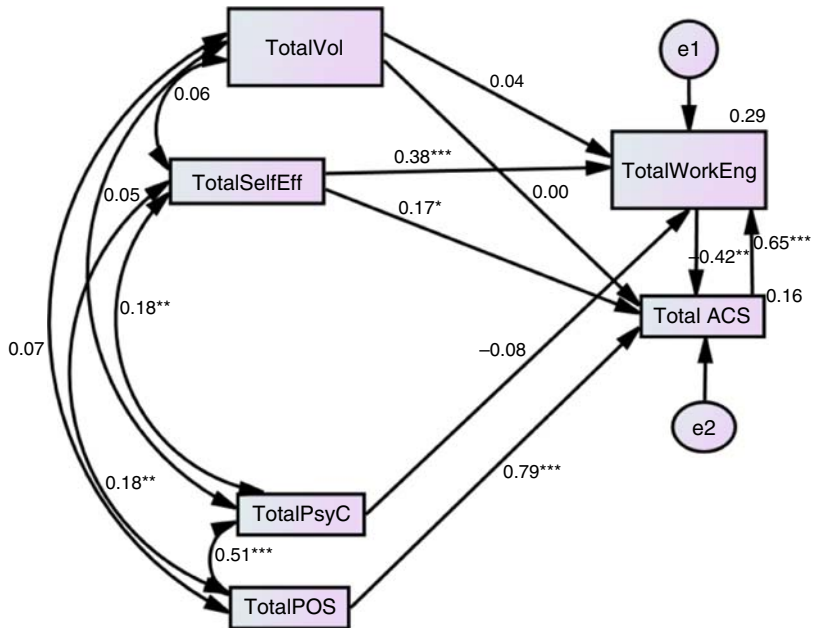 TotalVol
e1
0.04
0.06
0.29
0.38***
TotalWorkEng
TotalSelfEff
0.05
0.00
0.17*
0.65***
–0.42**
0.16
Total ACS
0.18**
0.07
–0.08
e2
0.79***
0.18**
TotalPsyC
0.51***
TotalPOS